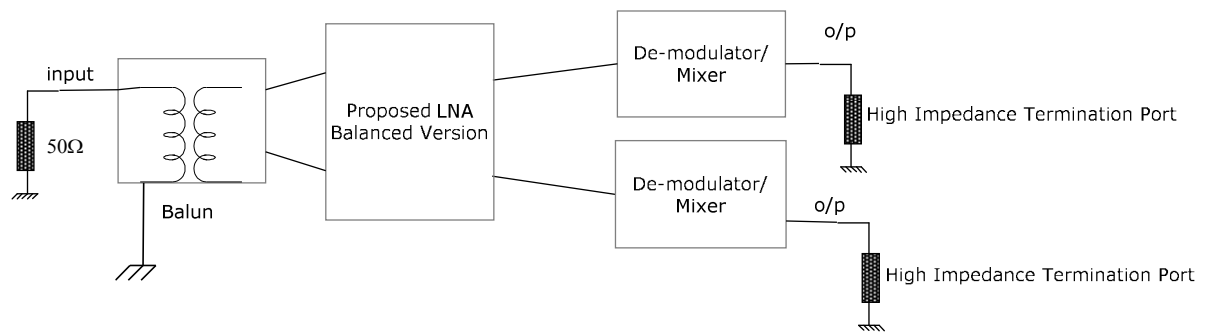 input
50Ω
Balun
Proposed LNA
Balanced Version
De-modulator/
Mixer
o/p
High Impedance Termination Port
De-modulator/
Mixer
o/p
High Impedance Termination Port